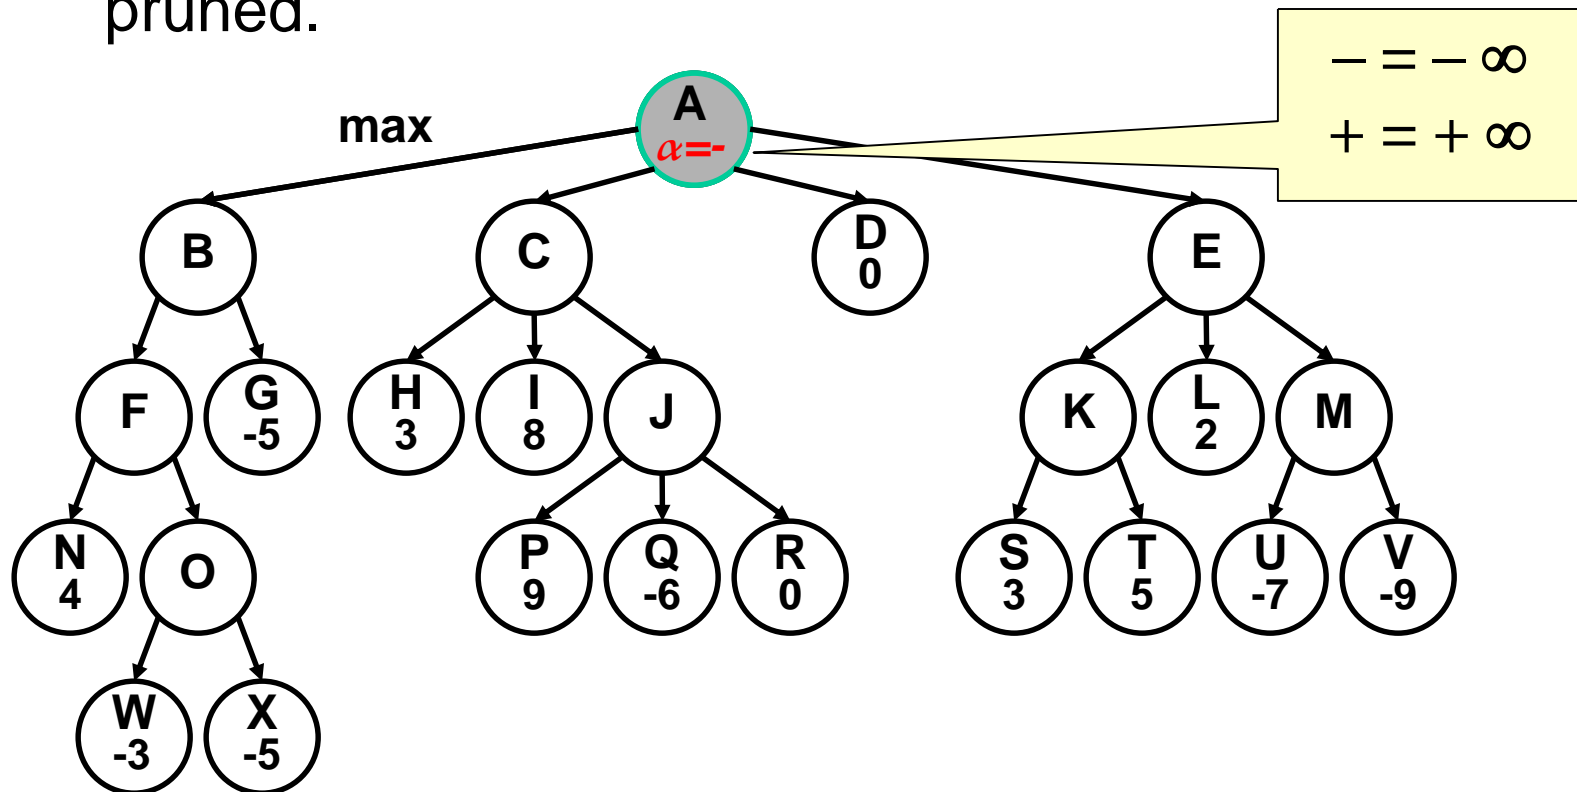 pruned.
– = – ∞
+ = + ∞
max
A
α=-
B
C
D
0
E
F
G
-5
H
3
I
8
J
K
L
2
M
N
4
O
P
9
Q
-6
R
0
S
3
T
5
U
-7
V
-9
W
-3
X
-5